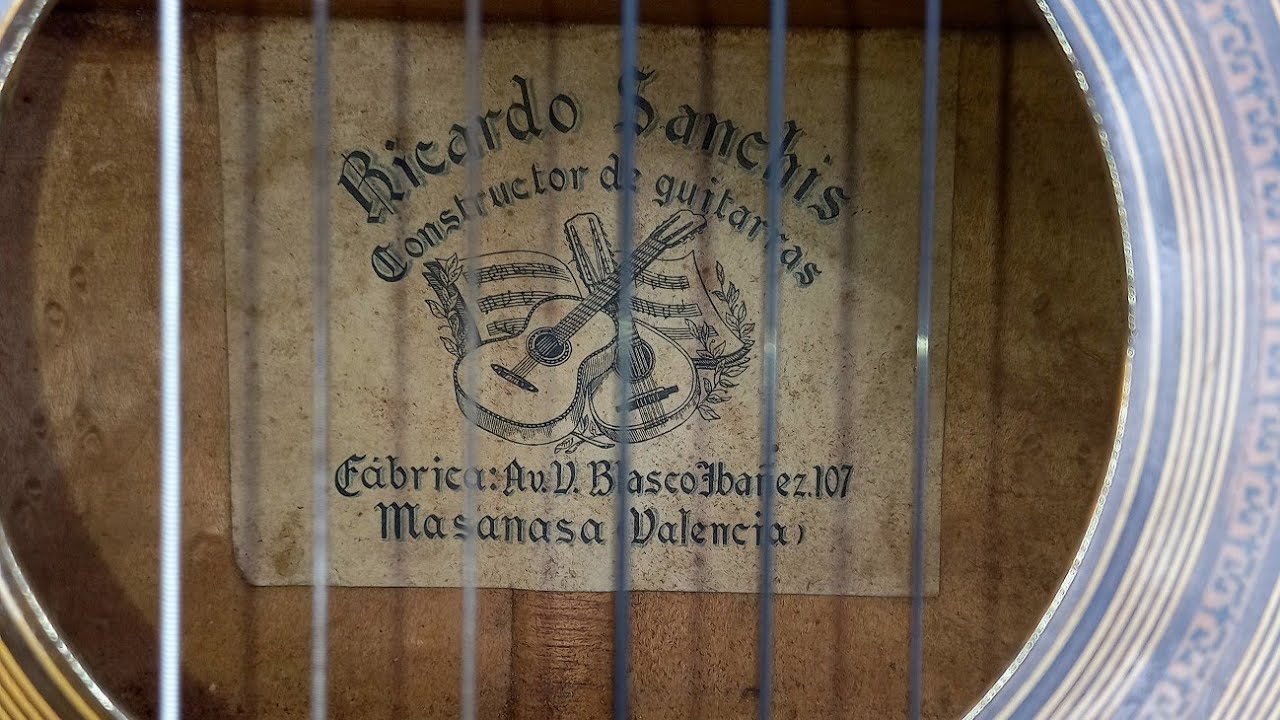 Ricardo Sanchis
Constructor de guitarras
Fábrica: Av. V. Blasco Ibañez. 107
Masanasa (Valencia)